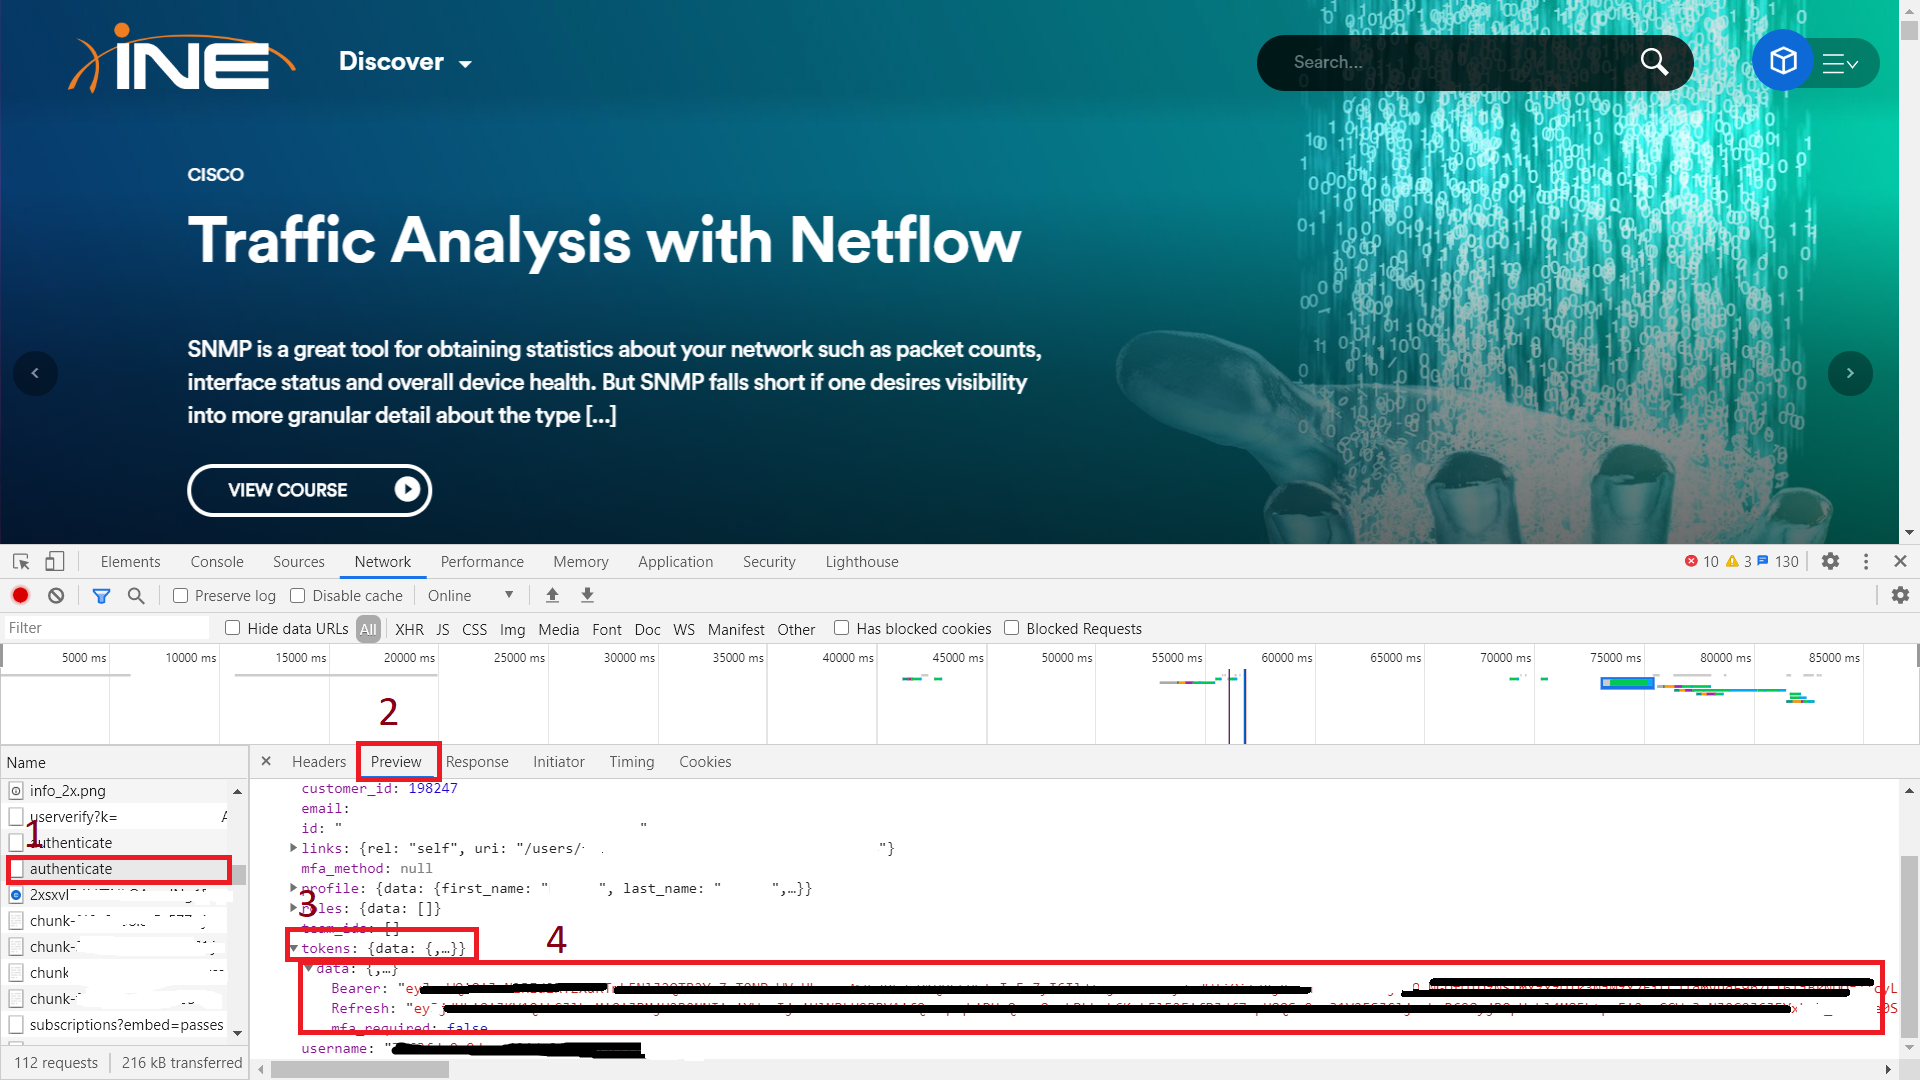 INE
Discover
Search...
CISCO
Traffic Analysis with Netflow
SNMP is a great tool for obtaining statistics about your network such as packet counts,
interface status and overall device health. But SNMP falls short if one desires visibility
into more granular detail about the type [...]
VIEW COURSE
Elements Console Sources Network Performance Memory Application Security Lighthouse 10 3 130
Preserve log Disable cache Online
Filter Hide data URLs All XHR JS CSS Img Media Font Doc WS Manifest Other Has blocked cookies Blocked Requests
5000 ms 10000 ms 15000 ms 20000 ms 25000 ms 30000 ms 35000 ms 40000 ms 45000 ms 50000 ms 55000 ms 60000 ms 65000 ms 70000 ms 75000 ms 80000 ms 85000 ms
2
Name
Headers Preview Response Initiator Timing Cookies
info_2x.png
userverify?k=
1
authenticate
authenticate
2xsxvl
chunk-
chunk-
chunk
chunk-
subscriptions?embed=passes
112 requests 216 kB transferred
customer_id: 198247
email:
id: " "
links: {rel: "self", uri: "/users/ "}
mfa_method: null
profile: {data: {first_name: " ", last_name: " ",…}}
3
roles: {data: []}
team_ids: []
4
tokens: {data: {,…}}
data: {,…}
Bearer: "ey
Refresh: "ey
mfa_required: false
username: "